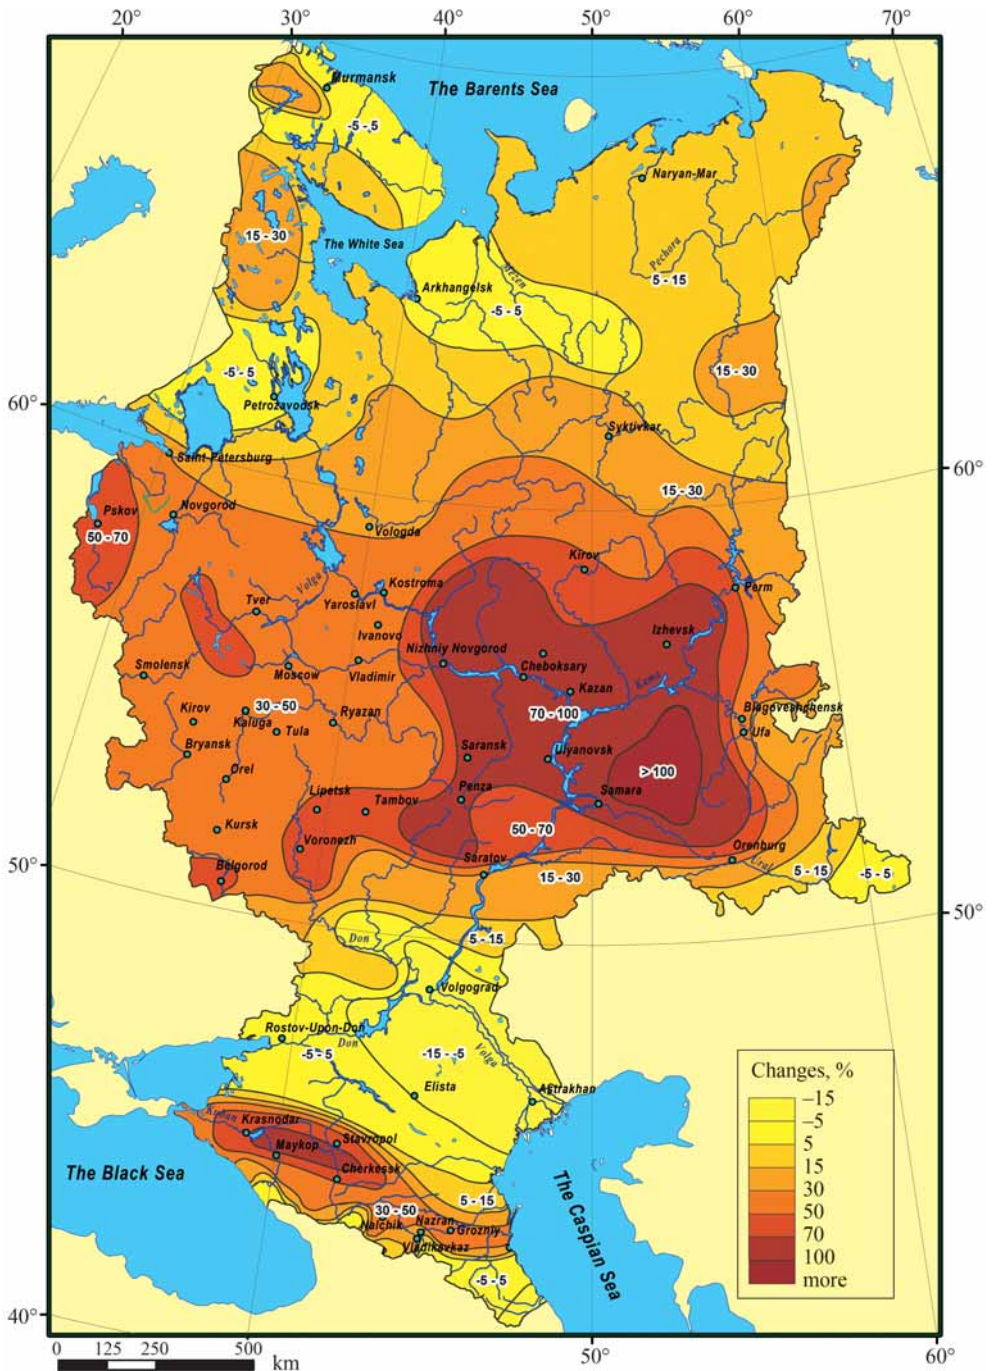 20° 30° 40° 50° 60° 70°
Murmansk
The Barents Sea
-5 - 5
Naryan-Mar
15 - 30
The White Sea
Pechora
Mezen
5 - 15
Arkhangelsk
-5 - 5
-5 - 5
15 - 30
Petrozavodsk
60°
Syktivkar
Saint-Petersburg
60°
15 - 30
Pskov
Novgorod
50 - 70
Vologda
Kirov
Volga
Kostroma
Perm
Tver
Yaroslavl
Ivanovo
Izhevsk
Nizhniy Novgorod
Smolensk
Cheboksary
Moscow
Vladimir
Kama
Kazan
30 - 50
Kirov
Kaluga
Ryazan
70 - 100
Blagoveshchensk
Tula
Ufa
Bryansk
Saransk
Ulyanovsk
Orel
> 100
Lipetsk
Penza
Samara
Tambov
Kursk
50 - 70
Voronezh
Orenburg
50°
Belgorod
Saratov
Ural
15 - 30
5 - 15
-5 - 5
50°
Don
5 - 15
Volgograd
Rostov-Upon-Don
Don
-5 - 5
-15 - -5
Volga
Elista
Astrakhan
Changes, %
–15
–5
5
15
30
50
70
100
more
Kuban
Krasnodar
Stavropol
Maykop
The Black Sea
Cherkessk
The Caspian Sea
5 - 15
30 - 50
Nalchik
Nazran
Grozniy
Vladikavkaz
-5 - 5
40°
0 125 250 500 km
50° 60°